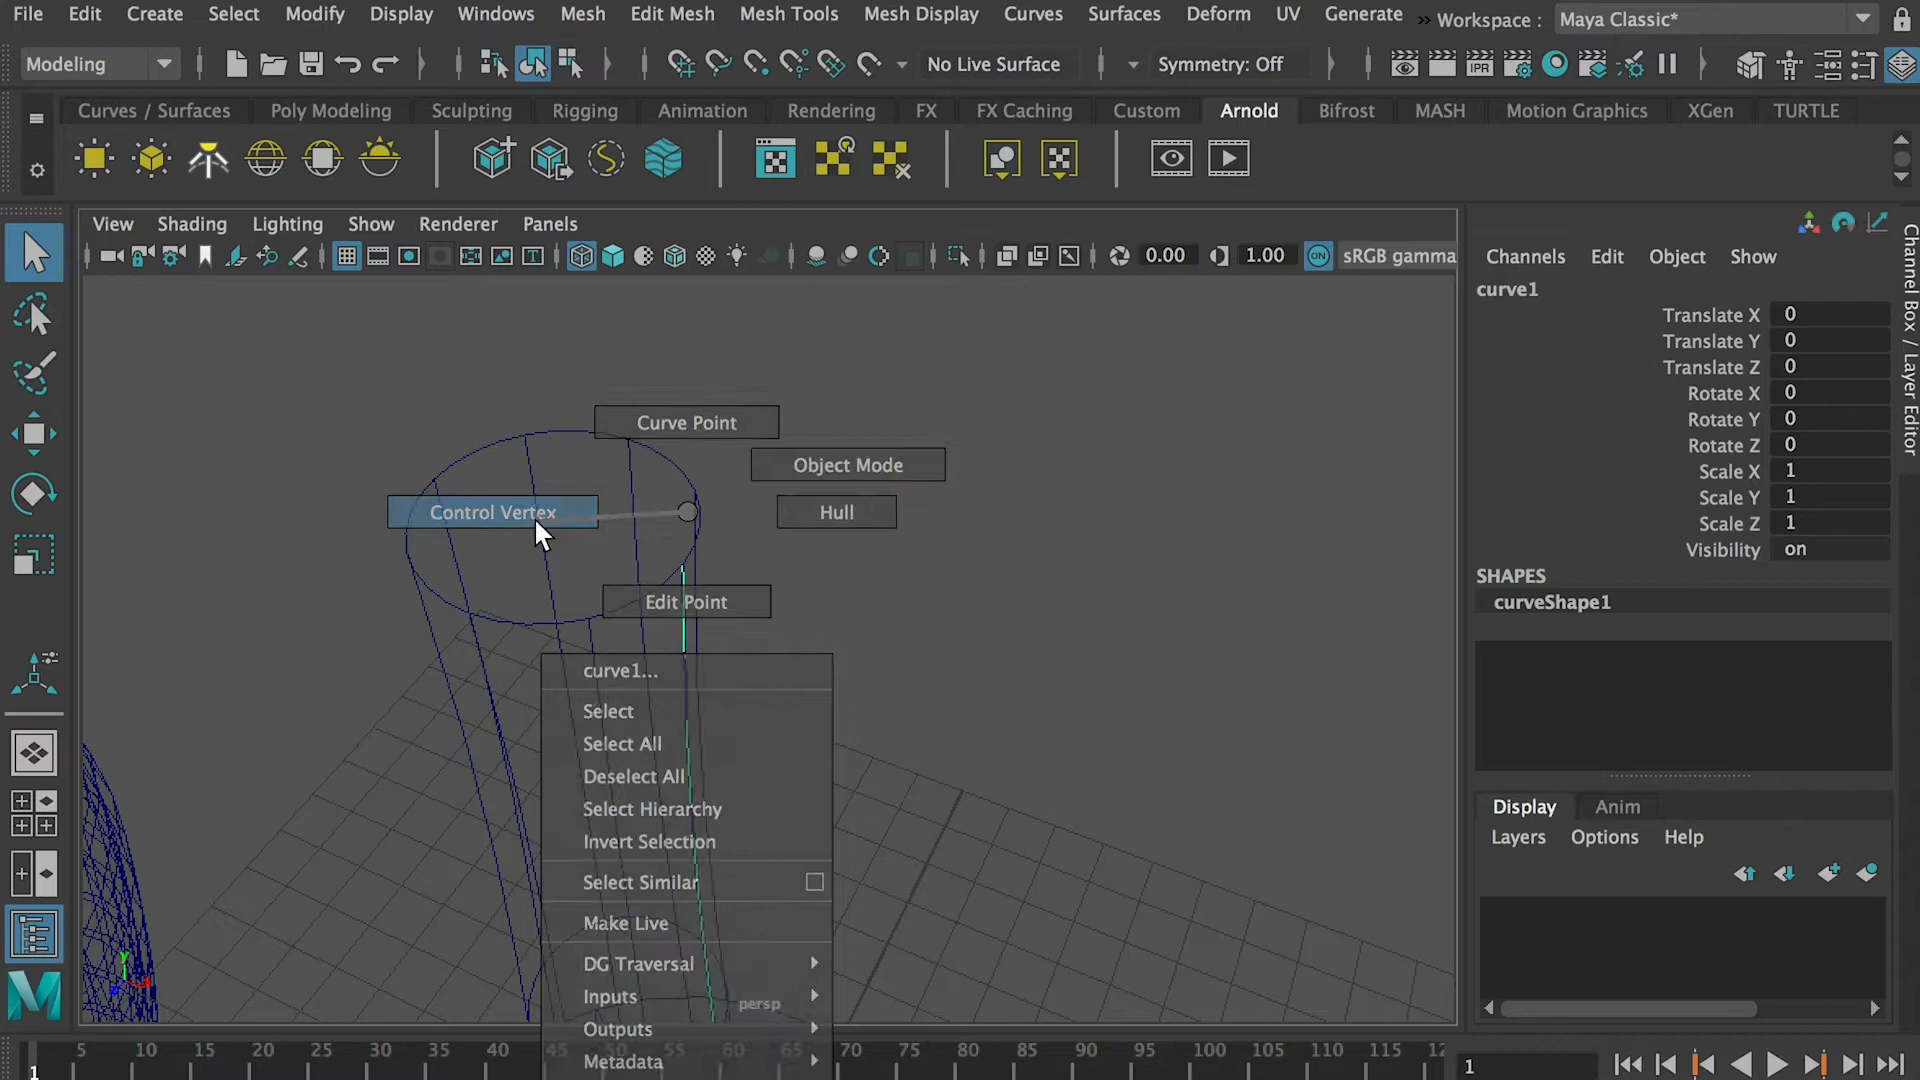 File Edit Create Select Modify Display Windows Mesh Edit Mesh Mesh Tools Mesh Display Curves Surfaces Deform UV Generate » Workspace : Maya Classic*
Modeling No Live Surface Symmetry: Off IPR
Curves / Surfaces Poly Modeling Sculpting Rigging Animation Rendering FX FX Caching Custom Arnold Bifrost MASH Motion Graphics XGen TURTLE
View Shading Lighting Show Renderer Panels
0.00 1.00 ON sRGB gamma
Channels Edit Object Show
curve1
Translate X 0
Translate Y 0
Translate Z 0
Rotate X 0
Rotate Y 0
Rotate Z 0
Scale X 1
Scale Y 1
Scale Z 1
Visibility on
SHAPES
curveShape1
Channel Box / Layer Editor
Curve Point
Object Mode
Control Vertex
Hull
Edit Point
curve1...
Select
Select All
Deselect All
Select Hierarchy
Invert Selection
Select Similar
Make Live
DG Traversal
Inputs
Outputs
Metadata
persp
Display Anim
Layers Options Help
5 10 15 20 25 30 35 40 45 50 55 60 65 70 75 80 85 90 95 100 105 110 115 12
1
1